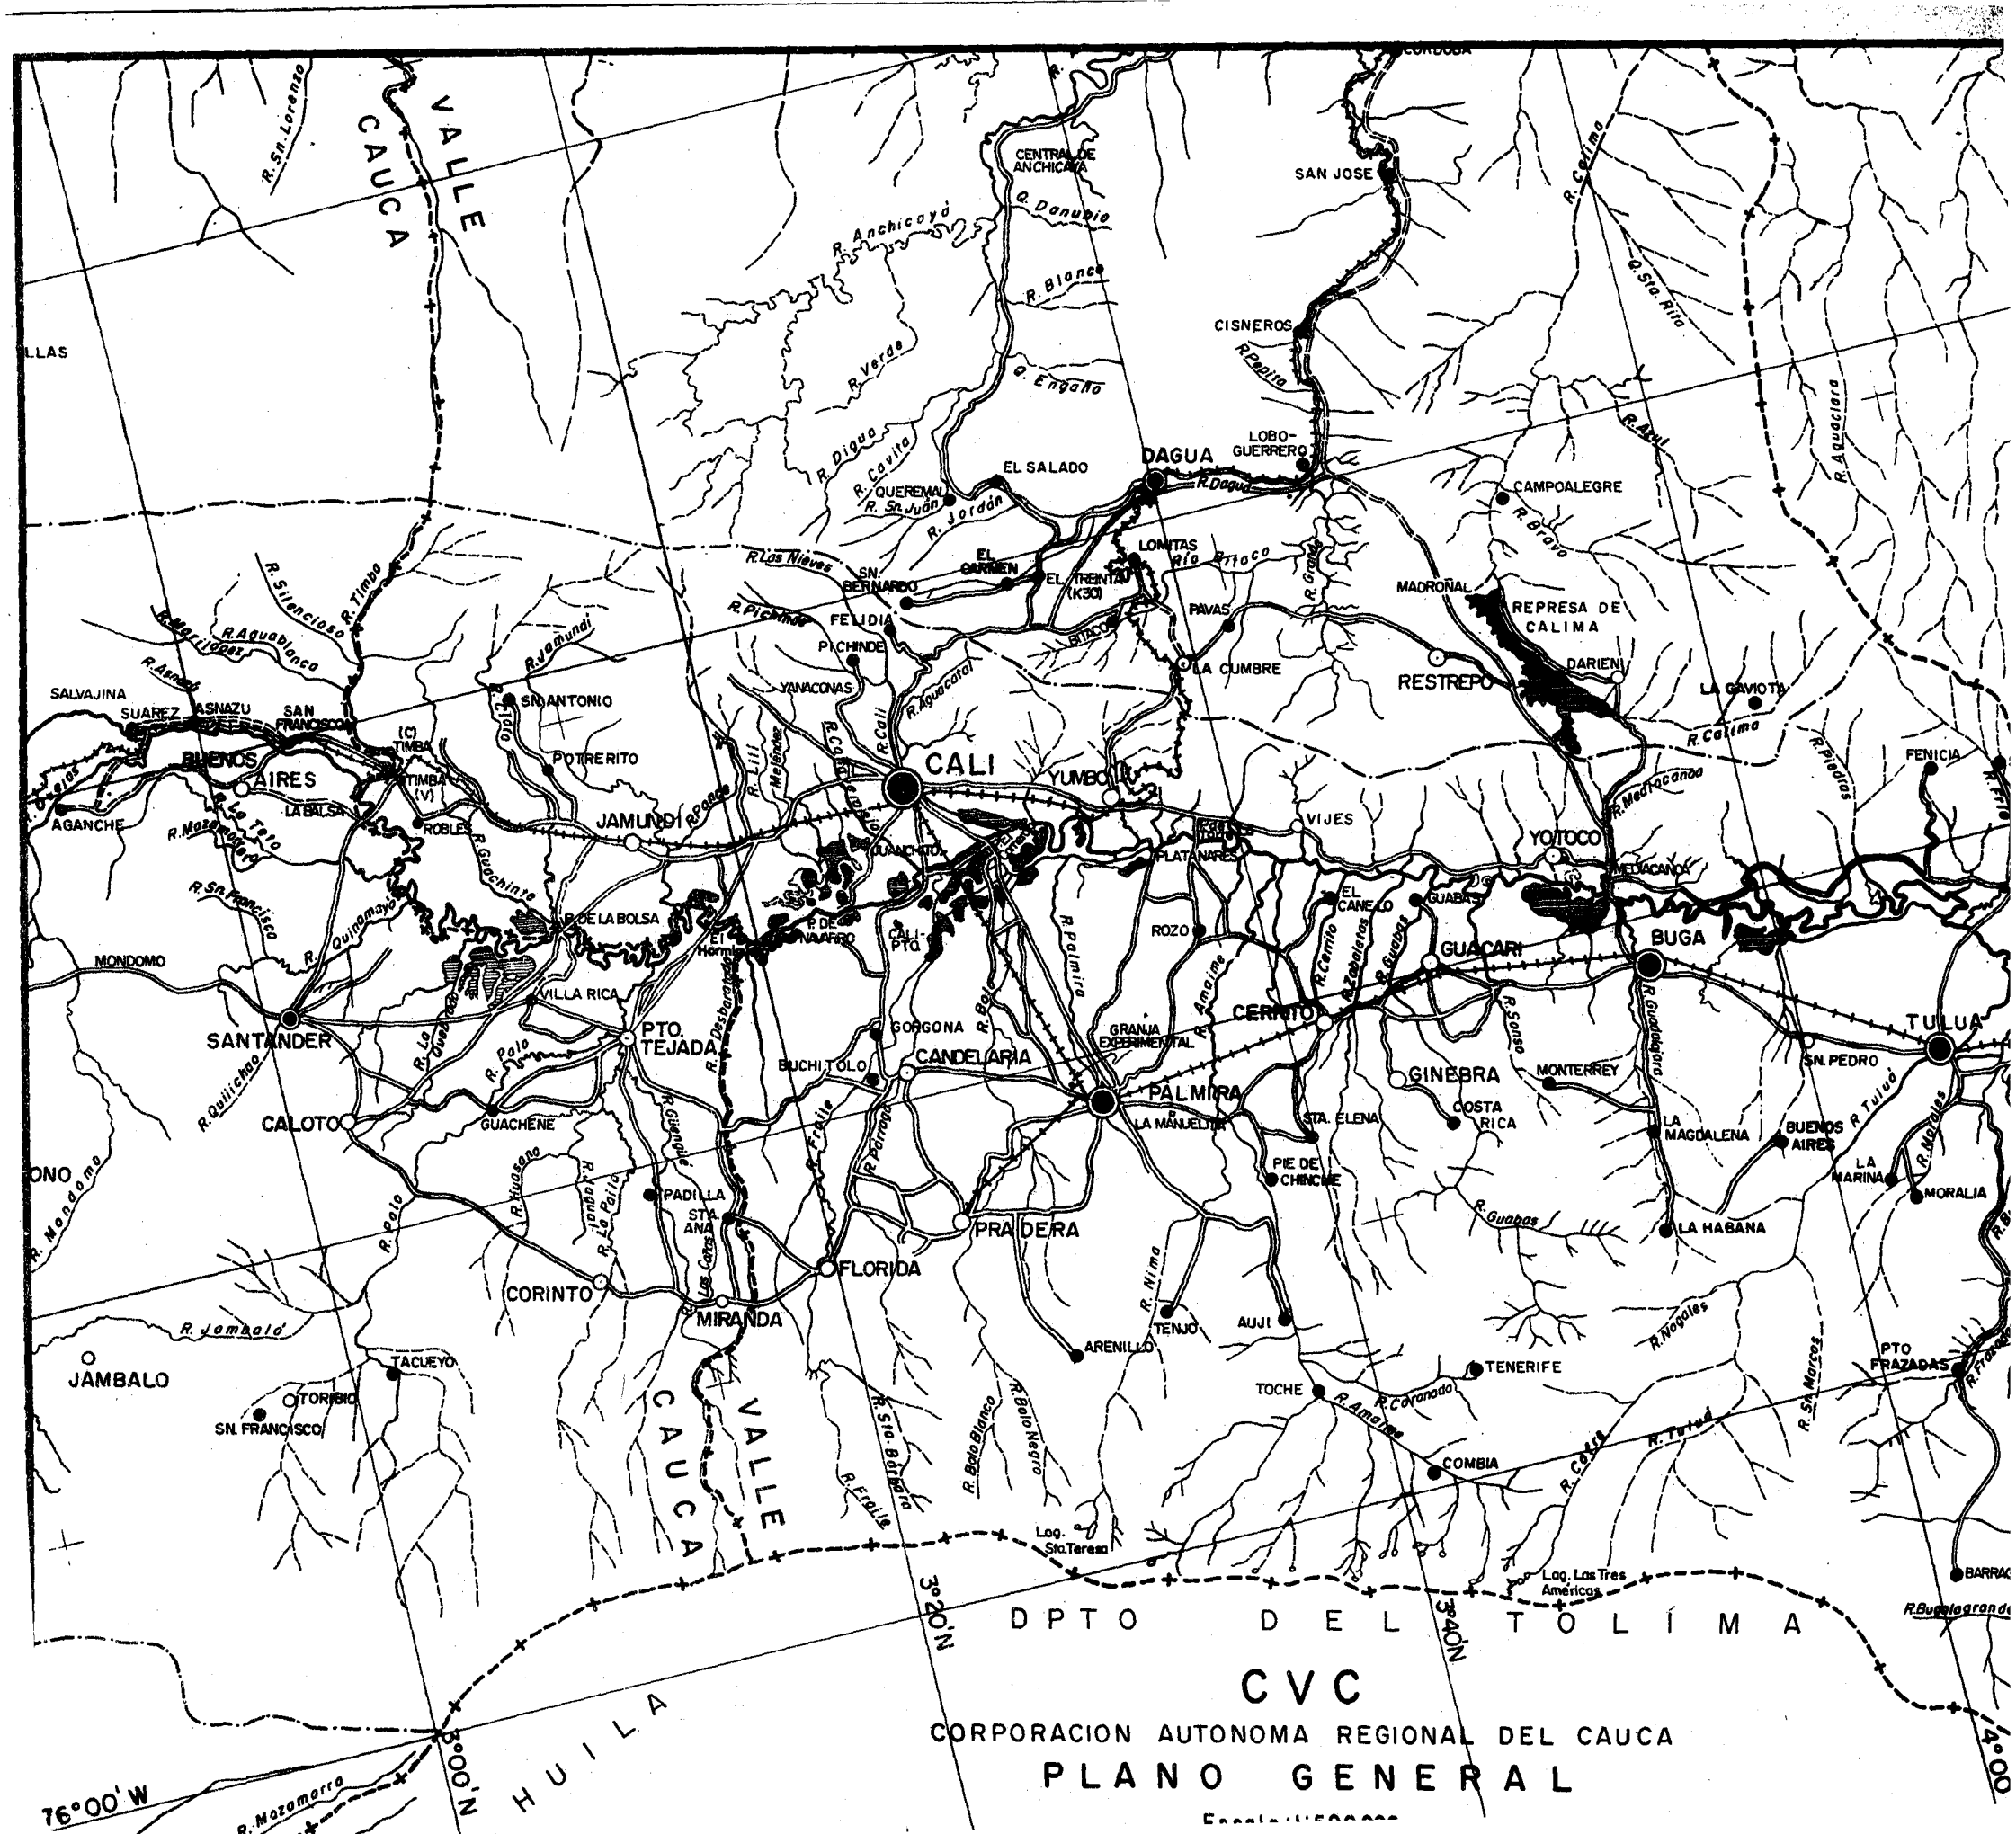 CORDOBA
R. Sn. Lorenzo
VALLE
CAUCA
R.
CENTRAL DE
ANCHICAYA
SAN JOSE
R. Calima
Q. Danubio
R. Anchicayá
R. Blanco
Q. Sta. Rita
CISNEROS
R. Pepita
LLAS
R. Verde
Q. Engaño
R. Aguaclara
R. Azul
R. Digua
R. Cavita
EL SALADO
DAGUA
LOBO-
GUERRERO
R. Dagua
QUEREMAL
R. Sn. Juán
R. Jordán
CAMPOALEGRE
R. Bravo
R. Las Nieves
SN.
BERNARDO
EL
CARMEN
EL TREINTA
(K30)
LOMITAS
Río Bitaco
R. Grande
MADROÑAL
REPRESA DE
CALIMA
R. Silencioso
R. Timba
R. Pichinde
FELIDIA
PICHINDE
BITACO
PAVAS
LA CUMBRE
RESTREPO
DARIEN
LA GAVIOTA
R. Marilopez
R. Aguablanca
R. Jamundí
R. Asnazú
YANACONAS
R. Aguacatal
R. Cali
SALVAJINA
SUAREZ
ASNAZU
SAN
FRANCISCO
SN. ANTONIO
R. Claro
(C)
TIMBA
TIMBA
(V)
POTRERITO
R. Lili
R. Meléndez
R. Cañaveralejo
R. Calima
R. Piedras
FENICIA
R. Frío
BUENOS
AIRES
R. Ovejas
AGANCHE
LA BALSA
ROBLES
R. La Teta
R. Mazamorrero
CALI
YUMBO
VIJES
R. Mediacanoa
JAMUNDI
R. Pance
R. Guachinte
JUANCHITO
PLATANARES
YOTOCO
MEDIACANOA
R. Sn. Francisco
R. Quinamayó
P. DE LA BOLSA
El
Hormiguero
P. DE
NAVARRO
CALI-
PTO.
R. Palmira
ROZO
EL
CANELO
GUABAS
R. Cerrito
R. Zabaletas
R. Guabas
GUACARI
BUGA
MONDOMO
VILLA RICA
SANTANDER
R. La
Quebrada
R. Palo
PTO.
TEJADA
R. Desbaratado
GORGONA
R. Bolo
BUCHITOLO
CANDELARIA
GRANJA
EXPERIMENTAL
R. Amaime
CERRITO
R. Sonso
R. Guadalajara
TULUA
SN. PEDRO
R. Quilichao
CALOTO
GUACHENE
R. Güengüé
R. Fraile
R. Párraga
PALMIRA
LA MANUELITA
STA. ELENA
GINEBRA
COSTA
RICA
MONTERREY
LA
MAGDALENA
BUENOS
AIRES
R. Tuluá
R. Morales
LA
MARINA
MORALIA
ONO
R. Mondomo
R. Palo
R. Huasano
R. Jagual
R. La Paila
PADILLA
STA.
ANA
R. Las Cañas
PIE DE
CHINCHE
R. Guabas
LA HABANA
PRADERA
FLORIDA
CORINTO
MIRANDA
R. Nima
TENJO
AUJI
ARENILLO
R. Nogales
R. Sn. Marcos
PTO
FRAZADAS
R. Jambaló
JAMBALO
TACUEYO
TORIBIO
SN. FRANCISCO
CAUCA
VALLE
R. Sta. Bárbara
R. Fraile
R. Bolo Blanco
R. Bolo Negro
TOCHE
R. Coronado
TENERIFE
R. Amaime
COMBIA
R. Tuluá
Lag.
Sta. Teresa
Lag. Las Tres
Américas
BARRAG
R. Bugalagrande
3°20'N
3°40'N
DPTO DEL TOLÍMA
HUILA
CVC
CORPORACION AUTONOMA REGIONAL DEL CAUCA
PLANO GENERAL
76°00' W
R. Mazamorra
3°00'N
4°00